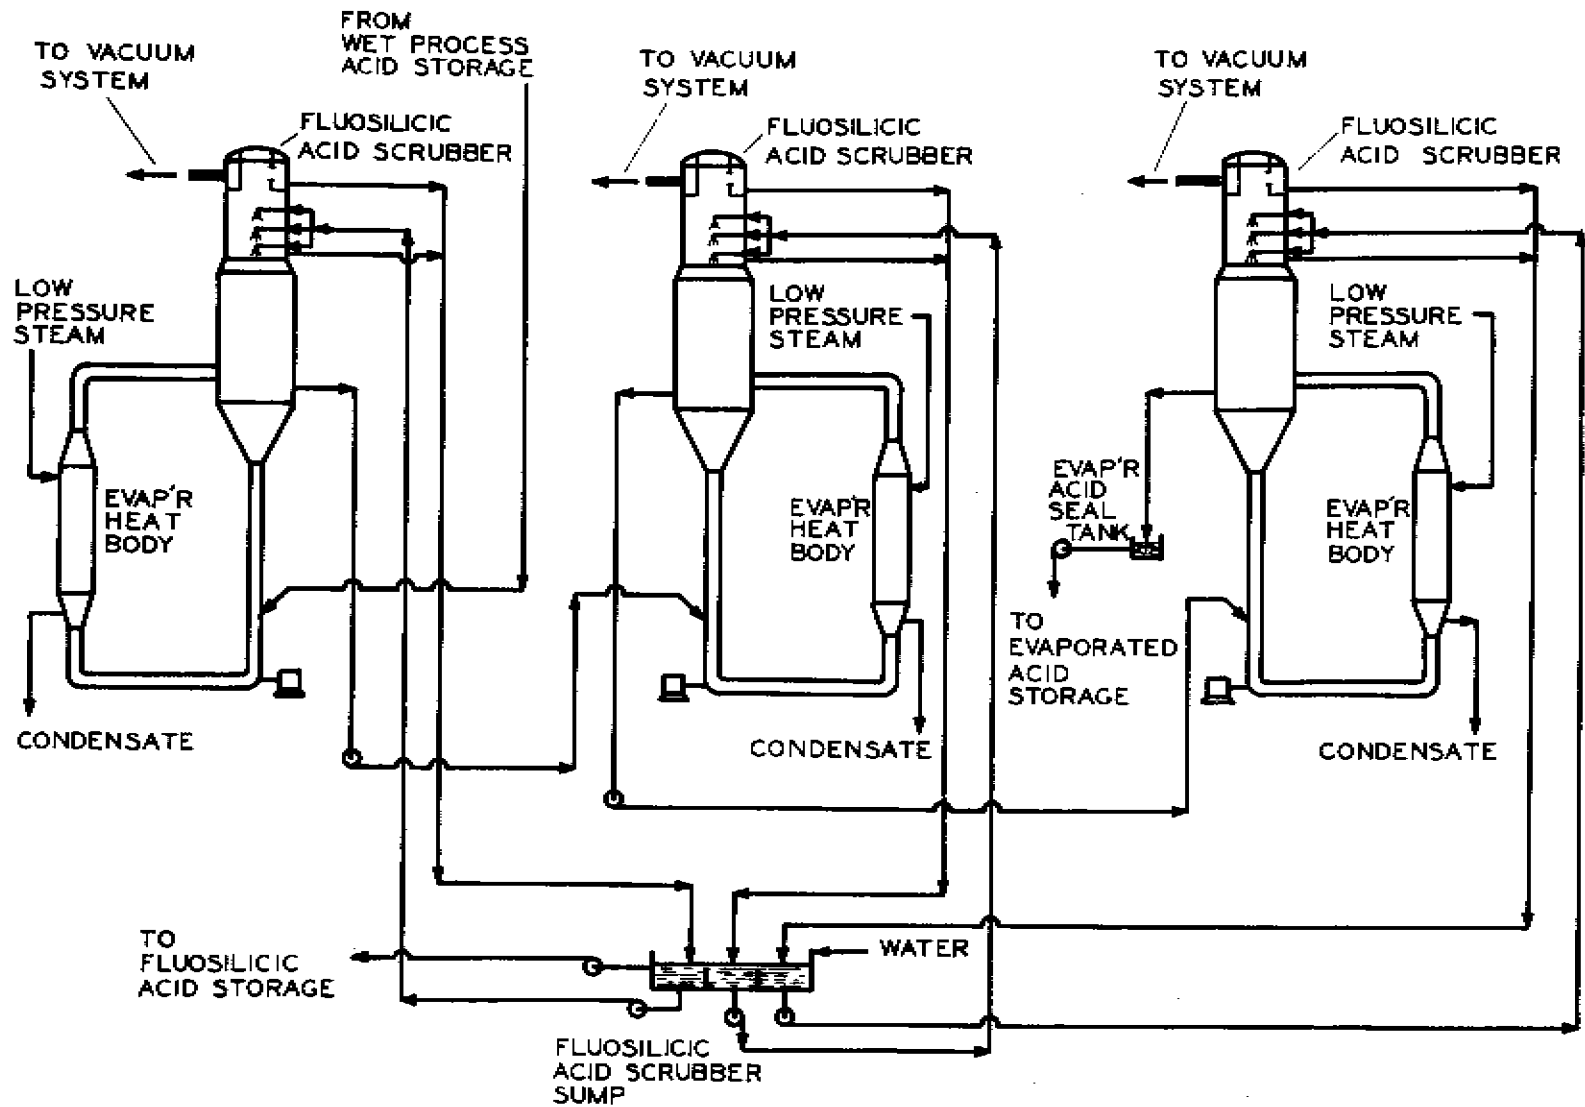 FROM
WET PROCESS
ACID STORAGE
TO VACUUM
SYSTEM
FLUOSILICIC
ACID SCRUBBER
TO VACUUM
SYSTEM
FLUOSILICIC
ACID SCRUBBER
TO VACUUM
SYSTEM
FLUOSILICIC
ACID SCRUBBER
LOW
PRESSURE
STEAM
LOW
PRESSURE
STEAM
LOW
PRESSURE
STEAM
EVAP'R
HEAT
BODY
EVAP'R
HEAT
BODY
EVAP'R
ACID
SEAL
TANK
EVAP'R
HEAT
BODY
TO
EVAPORATED
ACID
STORAGE
CONDENSATE
CONDENSATE
CONDENSATE
TO
FLUOSILICIC
ACID STORAGE
WATER
FLUOSILICIC
ACID SCRUBBER
SUMP